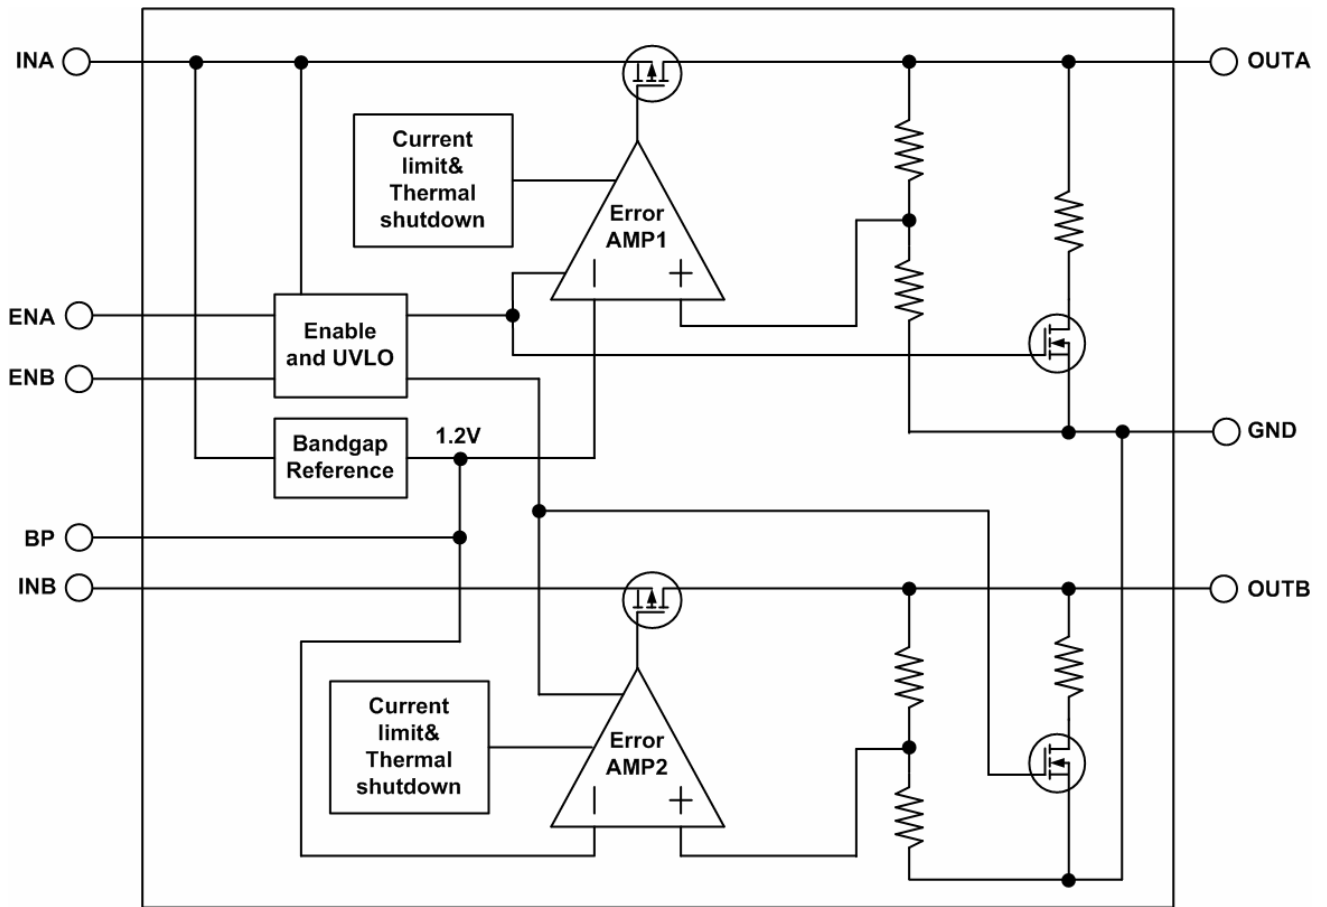 INA
OUTA
Current
limit&
Thermal
shutdown
Error
AMP1
ENA
Enable
and UVLO
ENB
Bandgap
Reference
1.2V
GND
BP
INB
OUTB
Current
limit&
Thermal
shutdown
Error
AMP2